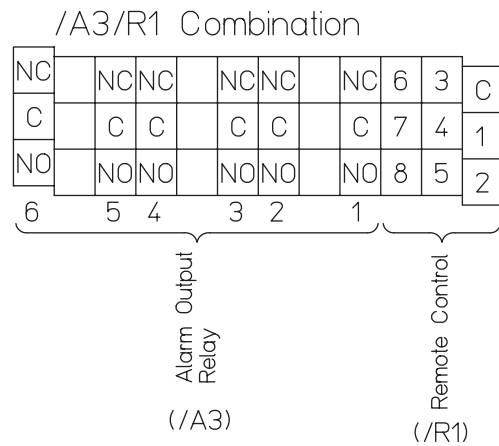 /A3/R1 Combination
NC NC NC NC NC NC 6 3 C
C C C C C C 7 4 1
NO NO NO NO NO NO 8 5 2
6 5 4 3 2 1
Alarm Output
Relay
(/A3)
Remote Control
(/R1)